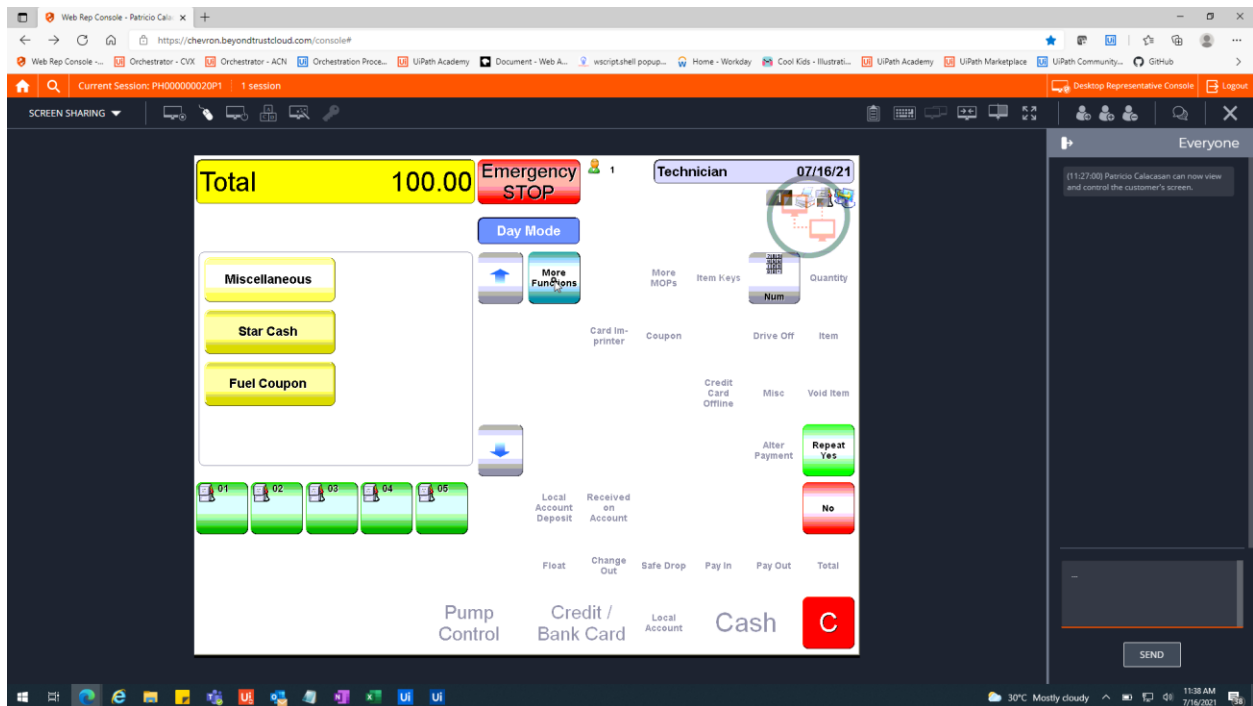 Web Rep Console - Patricio Cala
https://chevron.beyondtrustcloud.com/console#
Web Rep Console -... Orchestrator - CVX Orchestrator - ACN Orchestration Proce... UiPath Academy Document - Web A... wscript.shell popup... Home - Workday Cool Kids - Illustrati... UiPath Academy UiPath Marketplace UiPath Community... GitHub
Current Session: PH000000020P1 1 session
Desktop Representative Console Logout
SCREEN SHARING
Everyone
(11:27:00) Patricio Calacasan can now view
and control the customer's screen.
Total 100.00
Emergency
STOP
1
Technician 07/16/21
Day Mode
Miscellaneous
Star Cash
Fuel Coupon
More
Functions
More
MOPs
Item Keys
Num
Quantity
Card Im-
printer
Coupon
Drive Off
Item
Credit
Card
Offline
Misc
Void Item
Alter
Payment
Repeat
Yes
01 02 03 04 05
Local
Account
Deposit
Received
on
Account
No
Float
Change
Out
Safe Drop
Pay In
Pay Out
Total
Pump
Control
Credit /
Bank Card
Local
Account
Cash
C
SEND
30°C Mostly cloudy
11:38 AM
7/16/2021
38